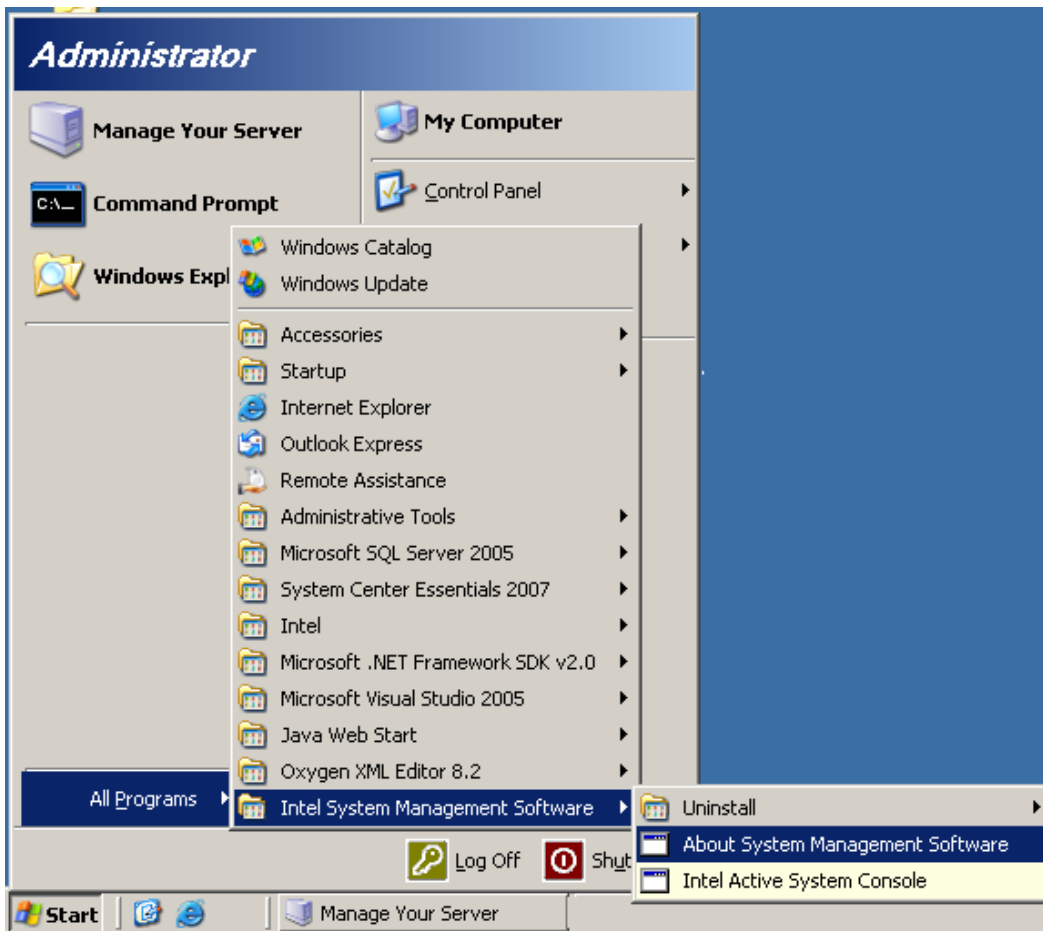 Administrator
Manage Your Server
My Computer
C:\_
Command Prompt
Control Panel
Windows Expl
Windows Catalog
Windows Update
Accessories
Startup
Internet Explorer
Outlook Express
Remote Assistance
Administrative Tools
Microsoft SQL Server 2005
System Center Essentials 2007
Intel
Microsoft .NET Framework SDK v2.0
Microsoft Visual Studio 2005
Java Web Start
Oxygen XML Editor 8.2
All Programs
Intel System Management Software
Uninstall
About System Management Software
Intel Active System Console
Log Off
Shut
Start
Manage Your Server